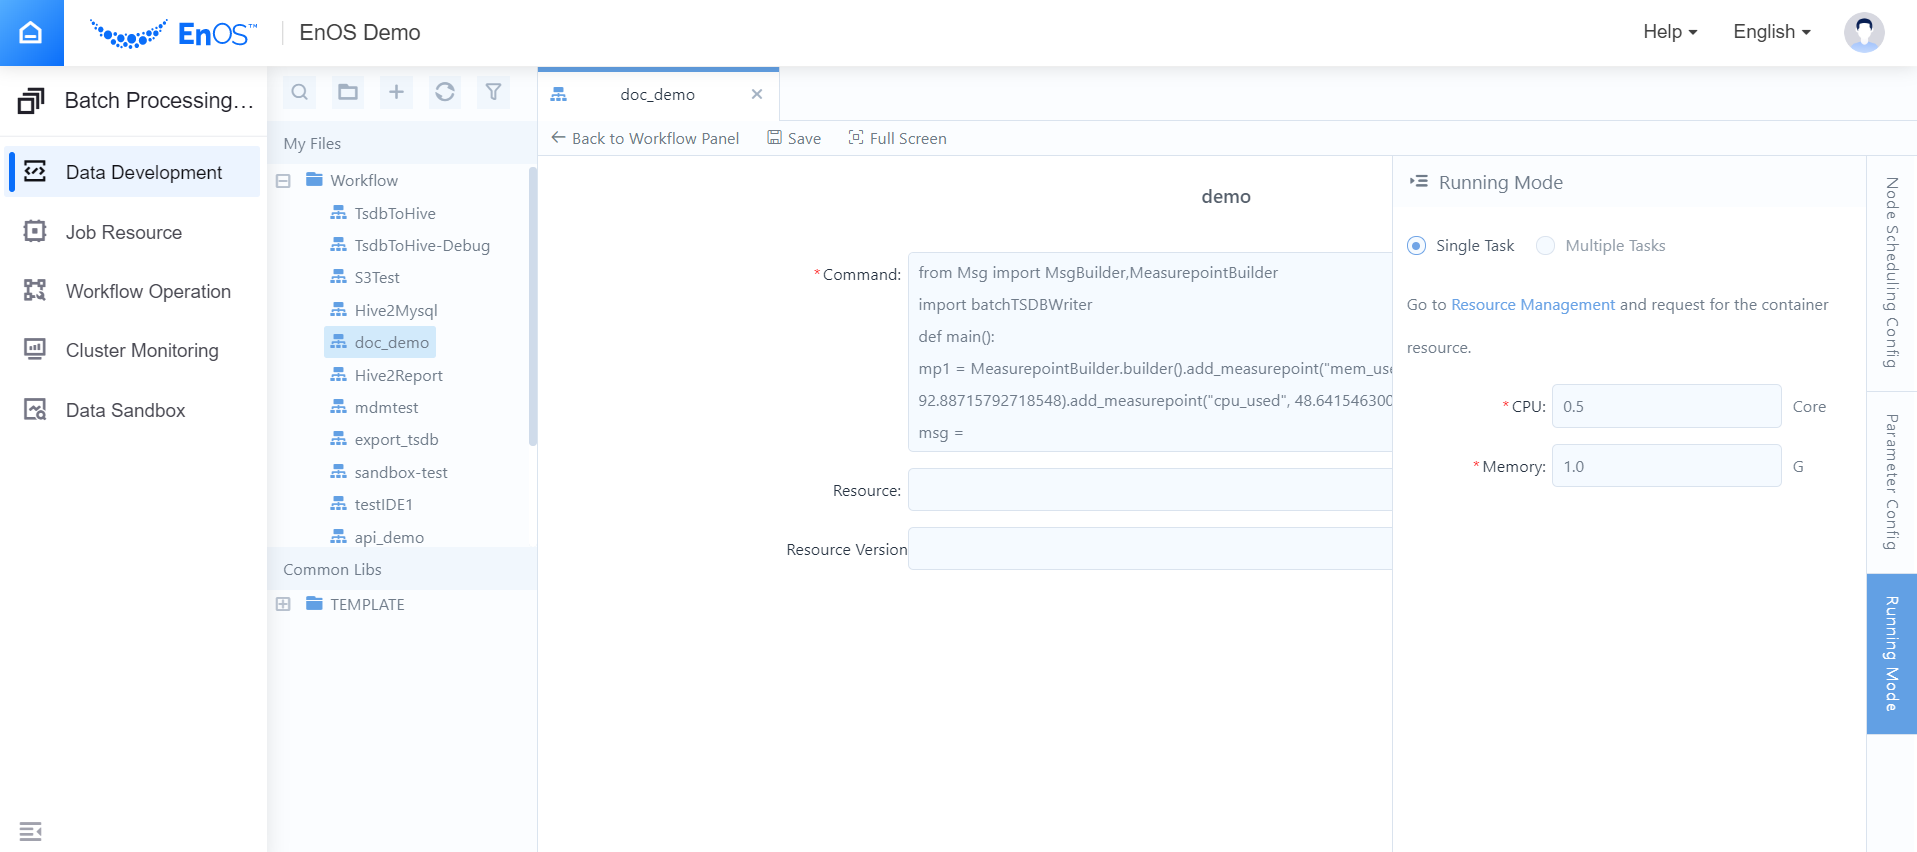 EnOS™
EnOS Demo
Help
English
Batch Processing...
Data Development
Job Resource
Workflow Operation
Cluster Monitoring
Data Sandbox
My Files
Workflow
TsdbToHive
TsdbToHive-Debug
S3Test
Hive2Mysql
doc_demo
Hive2Report
mdmtest
export_tsdb
sandbox-test
testIDE1
api_demo
Common Libs
TEMPLATE
doc_demo
Back to Workflow Panel
Save
Full Screen
demo
*Command:
from Msg import MsgBuilder,MeasurepointBuilder
import batchTSDBWriter
def main():
mp1 = MeasurepointBuilder.builder().add_measurepoint("mem_use
92.88715792718548).add_measurepoint("cpu_used", 48.641546300
msg =
Resource:
Resource Version
Running Mode
Single Task
Multiple Tasks
Go to Resource Management and request for the container
resource.
*CPU: 0.5 Core
*Memory: 1.0 G
Node Scheduling Config
Parameter Config
Running Mode